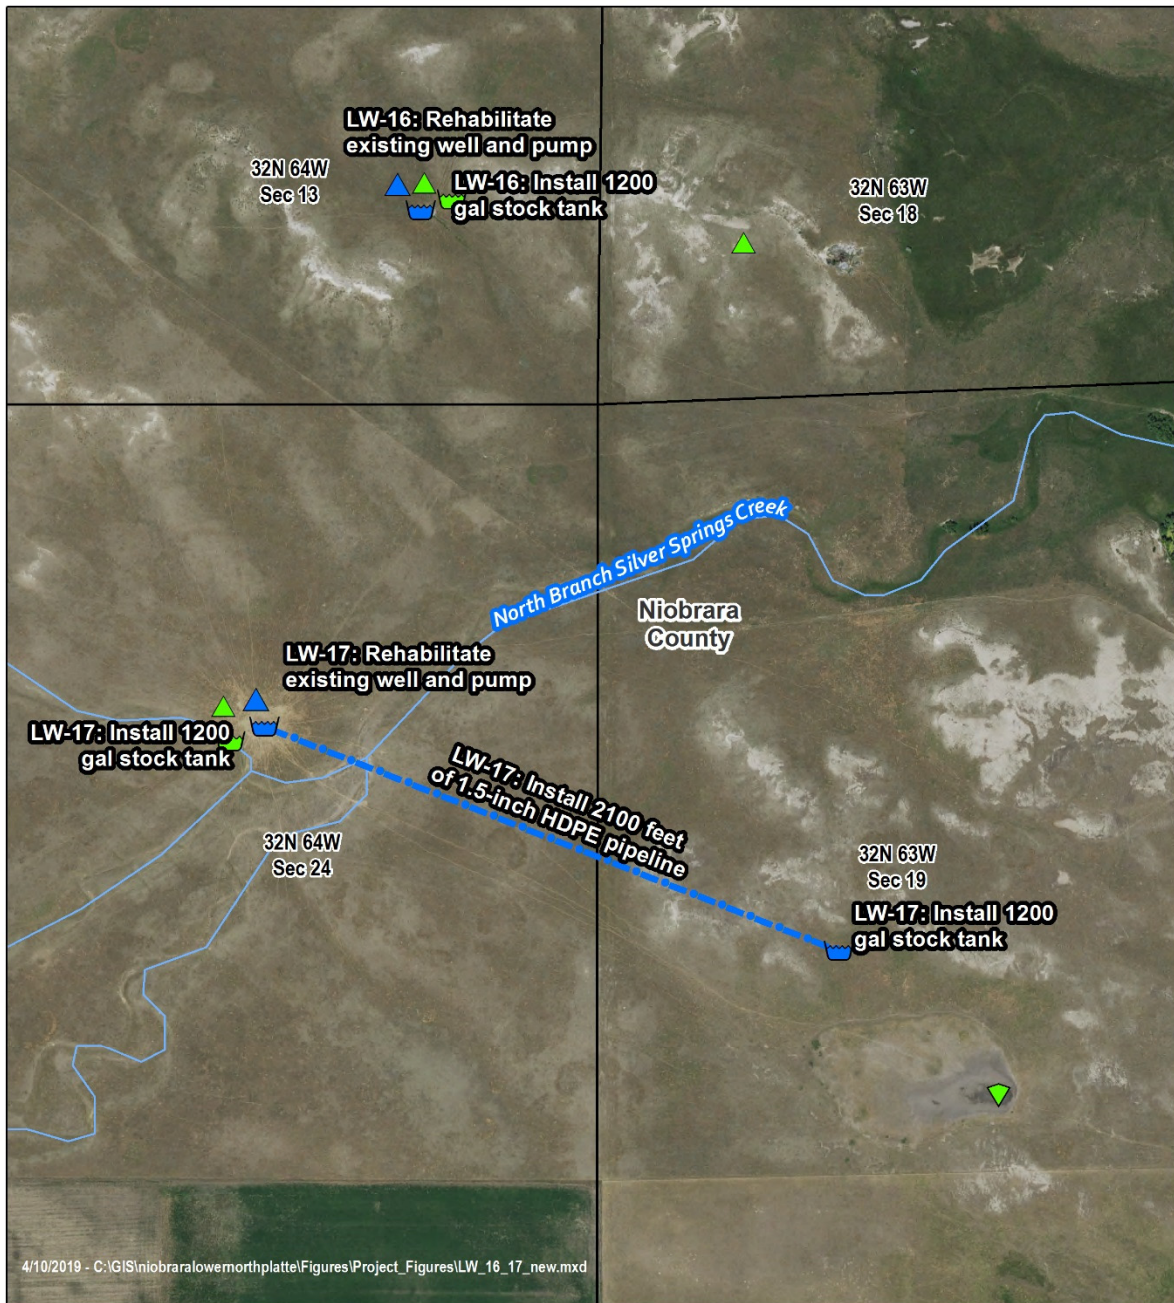 LW-16: Rehabilitate
existing well and pump
32N 64W
Sec 13
LW-16: Install 1200
gal stock tank
32N 63W
Sec 18
North Branch Silver Springs Creek
Niobrara
County
LW-17: Rehabilitate
existing well and pump
LW-17: Install 1200
gal stock tank
LW-17: Install 2100 feet
of 1.5-inch HDPE pipeline
32N 64W
Sec 24
32N 63W
Sec 19
LW-17: Install 1200
gal stock tank
4/10/2019 - C:\GIS\niobraralowernorthplatte\Figures\Project_Figures\LW_16_17_new.mxd